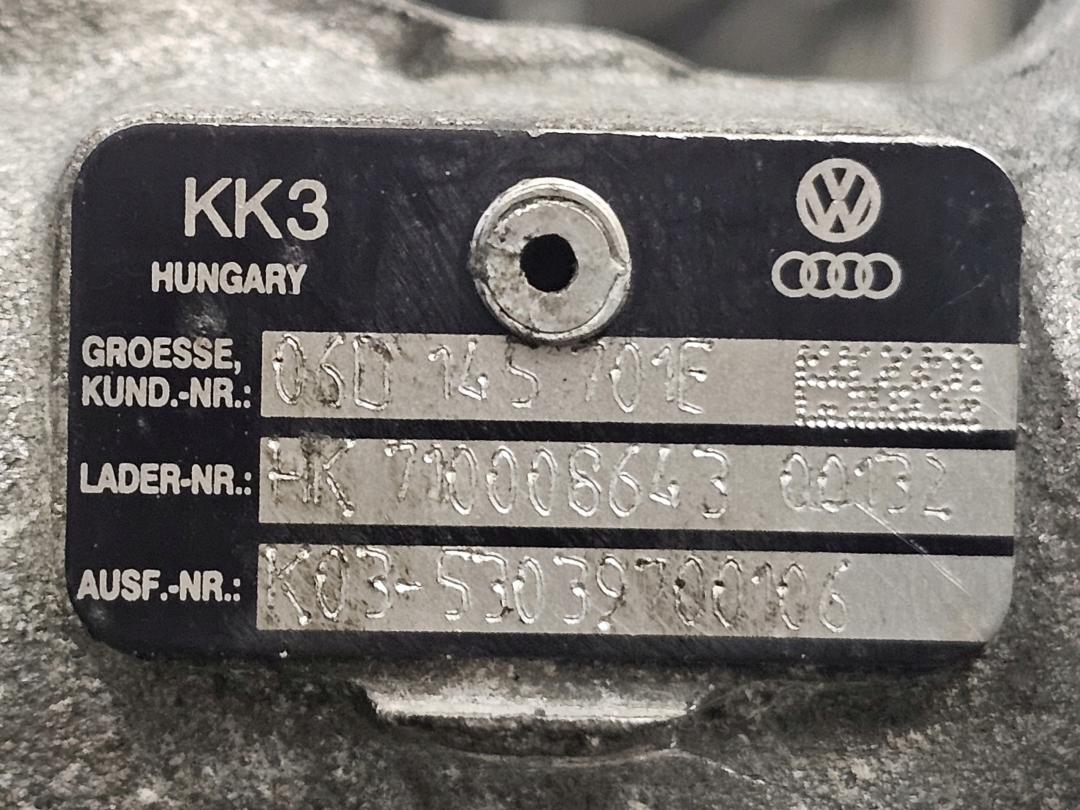 KK3
HUNGARY
GROESSE,
KUND.-NR.: 06D 145 701E
LADER-NR.: HK 710008643 00132
AUSF.-NR.: K03-53039700106